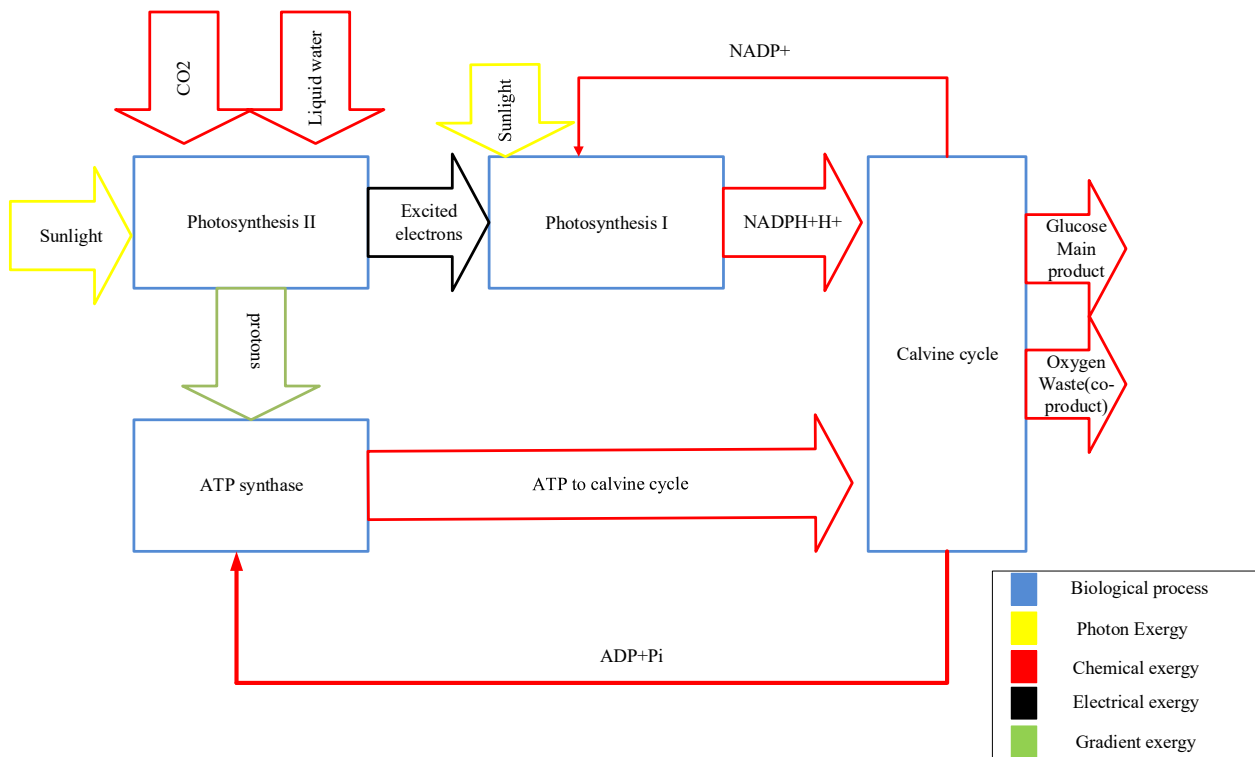 CO2
Liquid water
Sunlight
NADP+
Sunlight
Photosynthesis II
Excited
electrons
Photosynthesis I
NADPH+H+
Glucose
Main
product
protons
Calvine cycle
Oxygen
Waste(co-
product)
ATP synthase
ATP to calvine cycle
ADP+Pi
Biological process
Photon Exergy
Chemical exergy
Electrical exergy
Gradient exergy